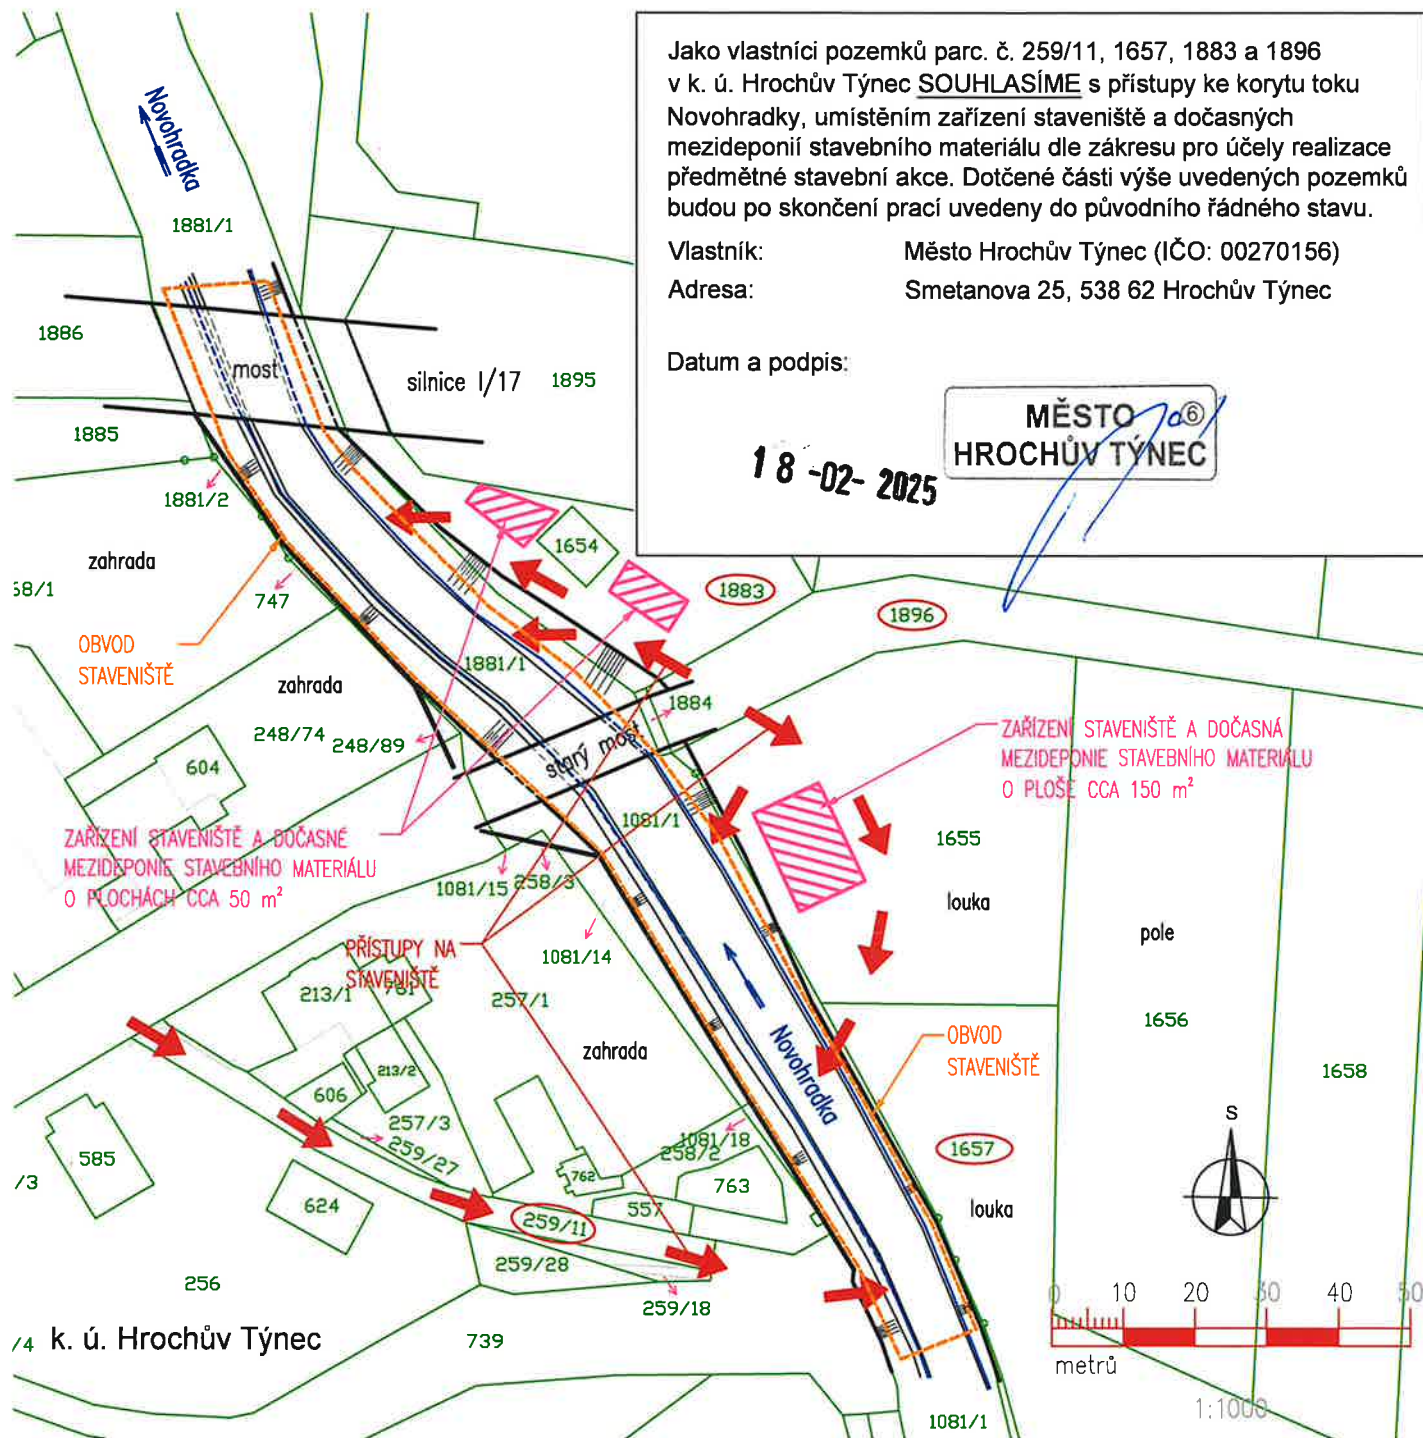 Jako vlastníci pozemků parc. č. 259/11, 1657, 1883 a 1896
v k. ú. Hrochův Týnec SOUHLASÍME s přístupy ke korytu toku
Novohradky, umístěním zařízení staveniště a dočasných
mezideponií stavebního materiálu dle zákresu pro účely realizace
předmětné stavební akce. Dotčené části výše uvedených pozemků
budou po skončení prací uvedeny do původního řádného stavu.
Vlastník: Město Hrochův Týnec (IČO: 00270156)
Adresa: Smetanova 25, 538 62 Hrochův Týnec
Datum a podpis:
MĚSTO 6
HROCHŮV TÝNEC
18 -02- 2025
Novohradka
1881/1
1886
most
silnice I/17
1895
1885
1881/2
zahrada
68/1
747
1654
1883
1896
OBVOD
STAVENIŠTĚ
1881/1
zahrada
1884
248/74
248/89
starý most
604
ZAŘÍZENÍ STAVENIŠTĚ A DOČASNÁ
MEZIDEPONIE STAVEBNÍHO MATERIÁLU
O PLOŠE CCA 150 m²
ZAŘÍZENÍ STAVENIŠTĚ A DOČASNÉ
MEZIDEPONIE STAVEBNÍHO MATERIÁLU
O PLOCHÁCH CCA 50 m²
1081/1
1655
louka
1081/15
258/3
pole
PŘÍSTUPY NA
STAVENIŠTĚ
1081/14
213/1
781
257/1
1656
zahrada
Novohradka
OBVOD
STAVENIŠTĚ
1658
213/2
606
257/3
259/27
1081/18
258/2
1657
S
585
/3
762
763
624
557
259/11
louka
259/28
256
259/18
0 10 20 30 40 50
metrů
1:1000
/4
k. ú. Hrochův Týnec
739
1081/1